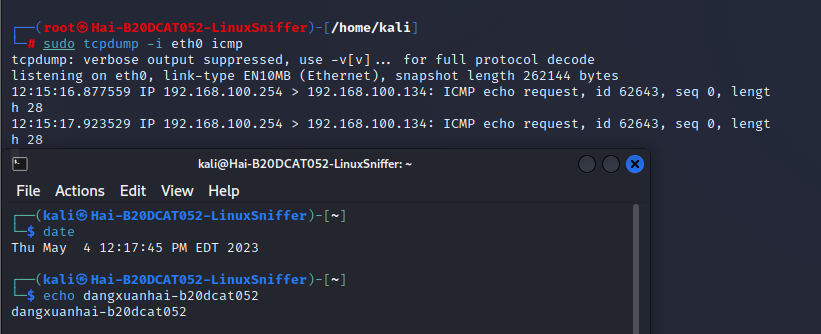 ┌──(root㉿Hai-B20DCAT052-LinuxSniffer)-[/home/kali]
└─# sudo tcpdump -i eth0 icmp
tcpdump: verbose output suppressed, use -v[v]... for full protocol decode
listening on eth0, link-type EN10MB (Ethernet), snapshot length 262144 bytes
12:15:16.877559 IP 192.168.100.254 > 192.168.100.134: ICMP echo request, id 62643, seq 0, lengt
h 28
12:15:17.923529 IP 192.168.100.254 > 192.168.100.134: ICMP echo request, id 62643, seq 0, lengt
h 28
kali@Hai-B20DCAT052-LinuxSniffer: ~
File Actions Edit View Help
┌──(kali㉿Hai-B20DCAT052-LinuxSniffer)-[~]
└─$ date
Thu May  4 12:17:45 PM EDT 2023
┌──(kali㉿Hai-B20DCAT052-LinuxSniffer)-[~]
└─$ echo dangxuanhai-b20dcat052
dangxuanhai-b20dcat052